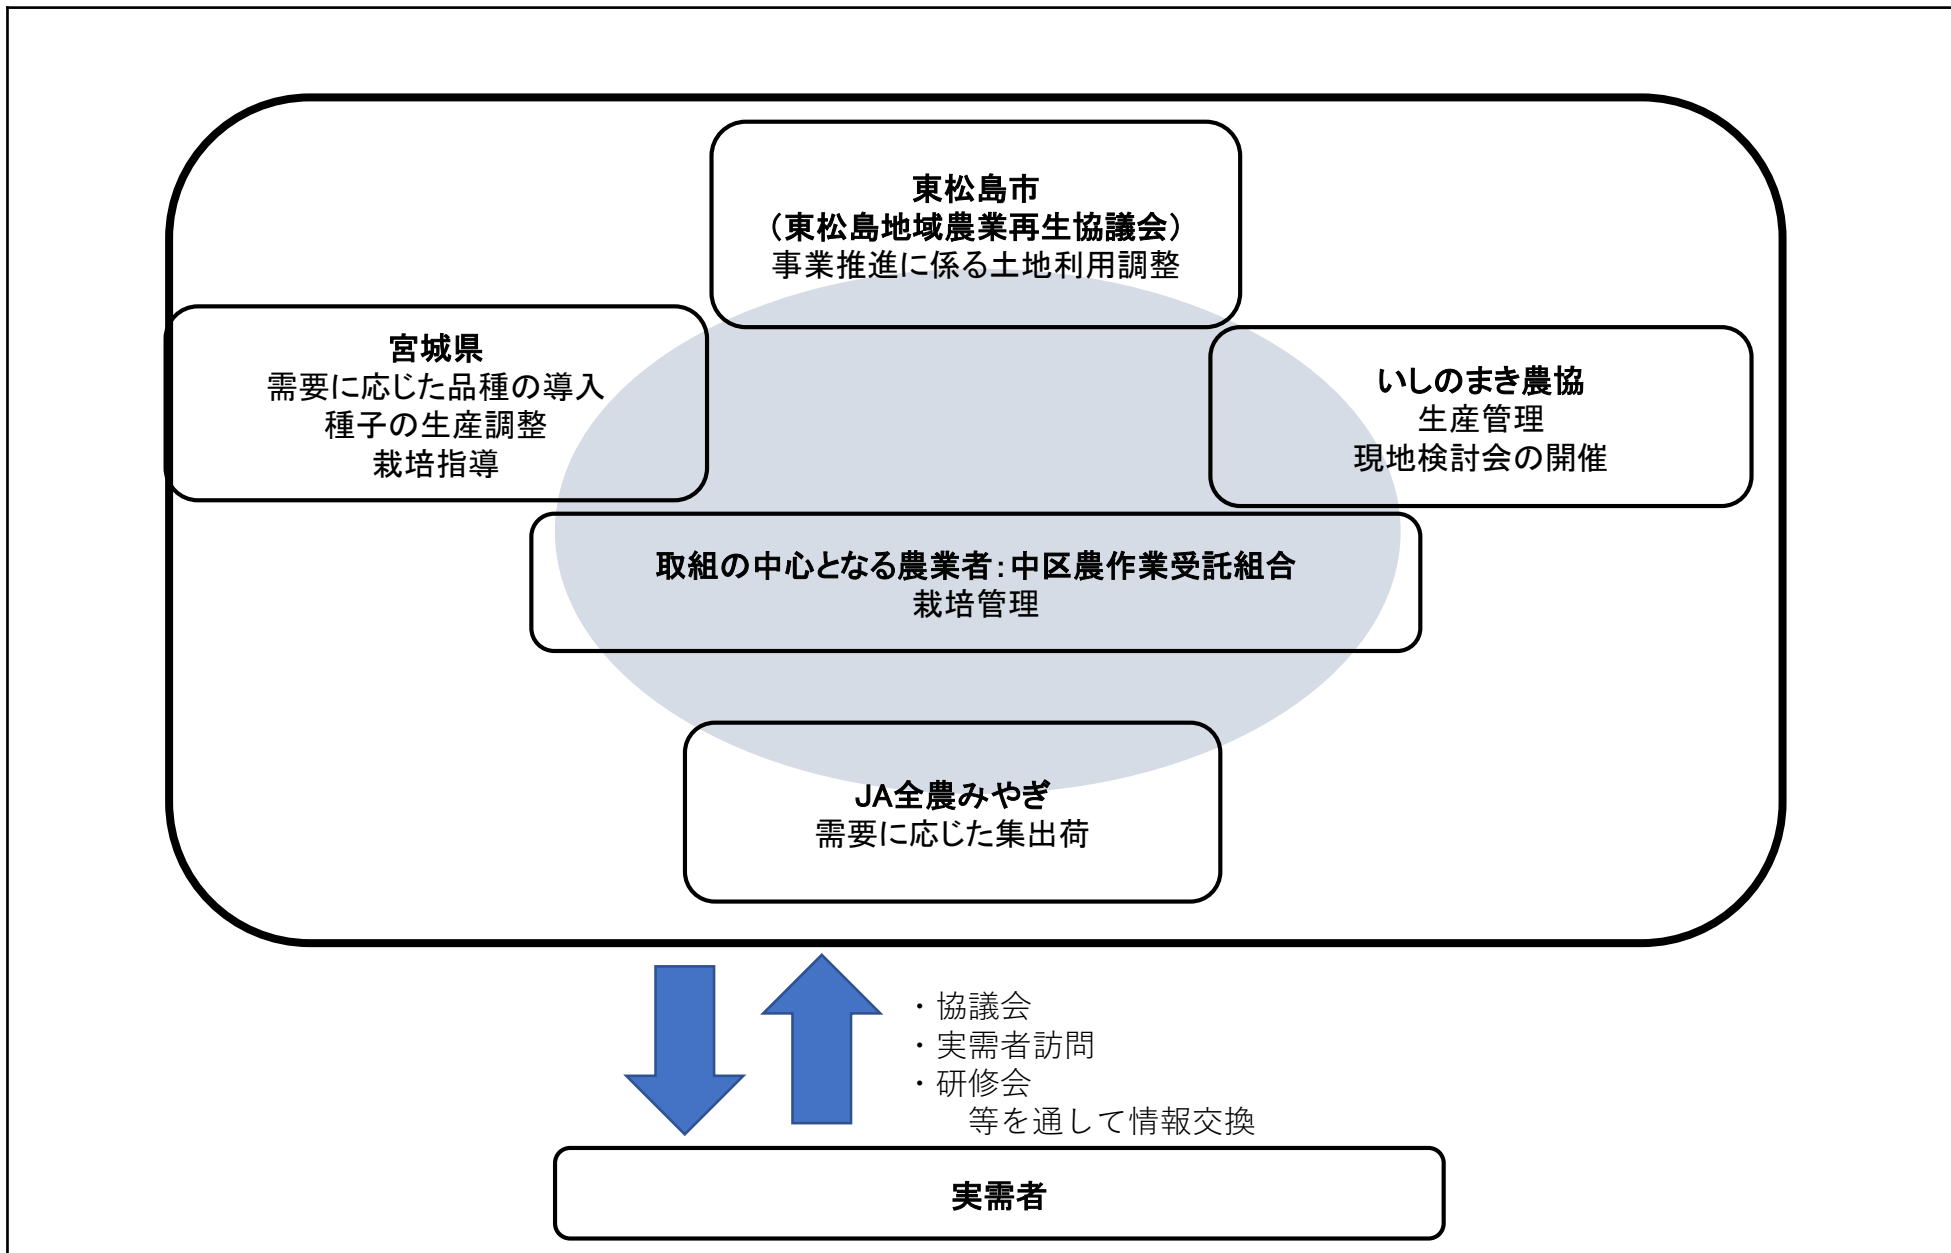 東松島市
（東松島地域農業再生協議会）
事業推進に係る土地利用調整
宮城県
需要に応じた品種の導入
種子の生産調整
栽培指導
いしのまき農協
生産管理
現地検討会の開催
取組の中心となる農業者：中区農作業受託組合
栽培管理
JA全農みやぎ
需要に応じた集出荷
・協議会
・実需者訪問
・研修会
等を通して情報交換
実需者